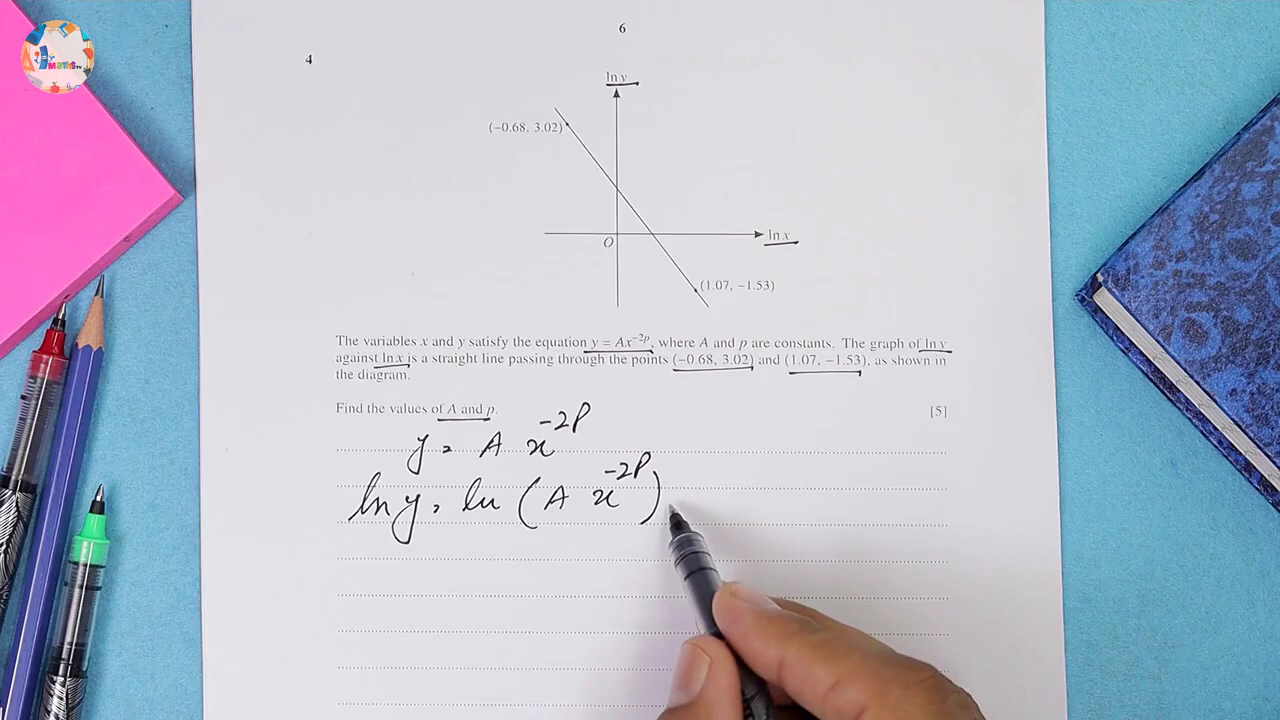 6
4
ln y
(−0.68, 3.02)
O
ln x
(1.07, −1.53)
The variables x and y satisfy the equation y = Ax⁻²ᵖ, where A and p are constants. The graph of ln y
against ln x is a straight line passing through the points (−0.68, 3.02) and (1.07, −1.53), as shown in
the diagram.
Find the values of A and p. [5]
y = A x^-2P
ln y = ln (A x^-2P)
MATHS TV